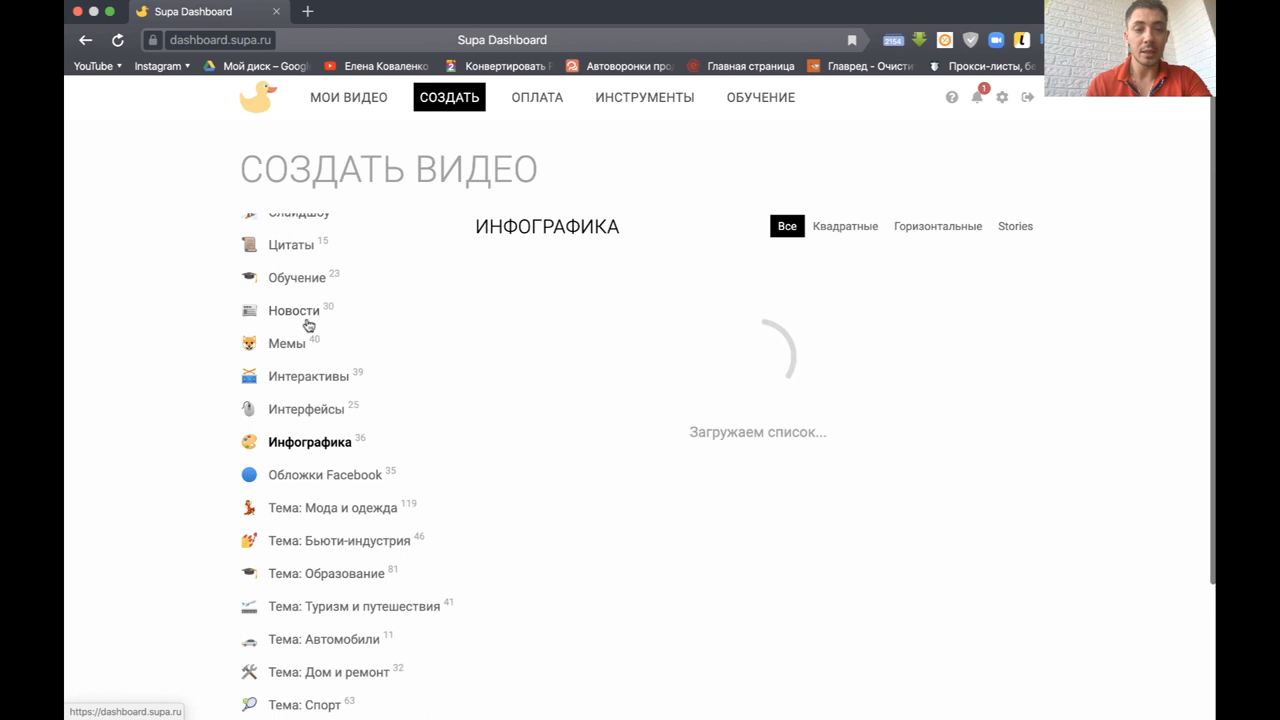 Supa Dashboard
dashboard.supa.ru
Supa Dashboard
2154
YouTube
Instagram
Мой диск – Google
Елена Коваленко
Конвертировать
Автоворонки про
Главная страница
Главред - Очисти
Прокси-листы, бе
МОИ ВИДЕО
СОЗДАТЬ
ОПЛАТА
ИНСТРУМЕНТЫ
ОБУЧЕНИЕ
1
СОЗДАТЬ ВИДЕО
Слайдшоу
ИНФОГРАФИКА
Все
Квадратные
Горизонтальные
Stories
Цитаты 15
Обучение 23
Новости 30
Мемы 40
Интерактивы 39
Интерфейсы 25
Инфографика 36
Загружаем список...
Обложки Facebook 35
Тема: Мода и одежда 119
Тема: Бьюти-индустрия 46
Тема: Образование 81
Тема: Туризм и путешествия 41
Тема: Автомобили 11
Тема: Дом и ремонт 32
Тема: Спорт 63
https://dashboard.supa.ru